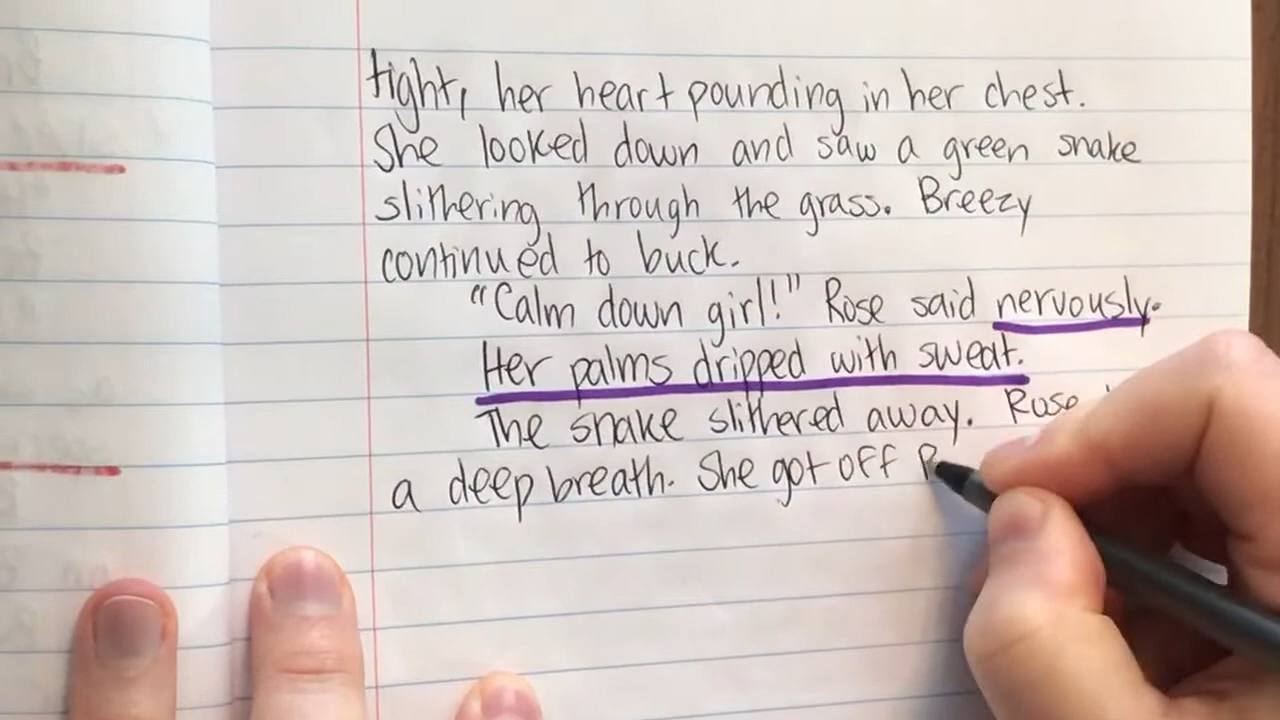 tight, her heart pounding in her chest.
She looked down and saw a green snake
slithering through the grass. Breezy
continued to buck.
"Calm down girl!" Rose said nervously.
Her palms dripped with sweat.
The snake slithered away. Rose
a deep breath. She got off